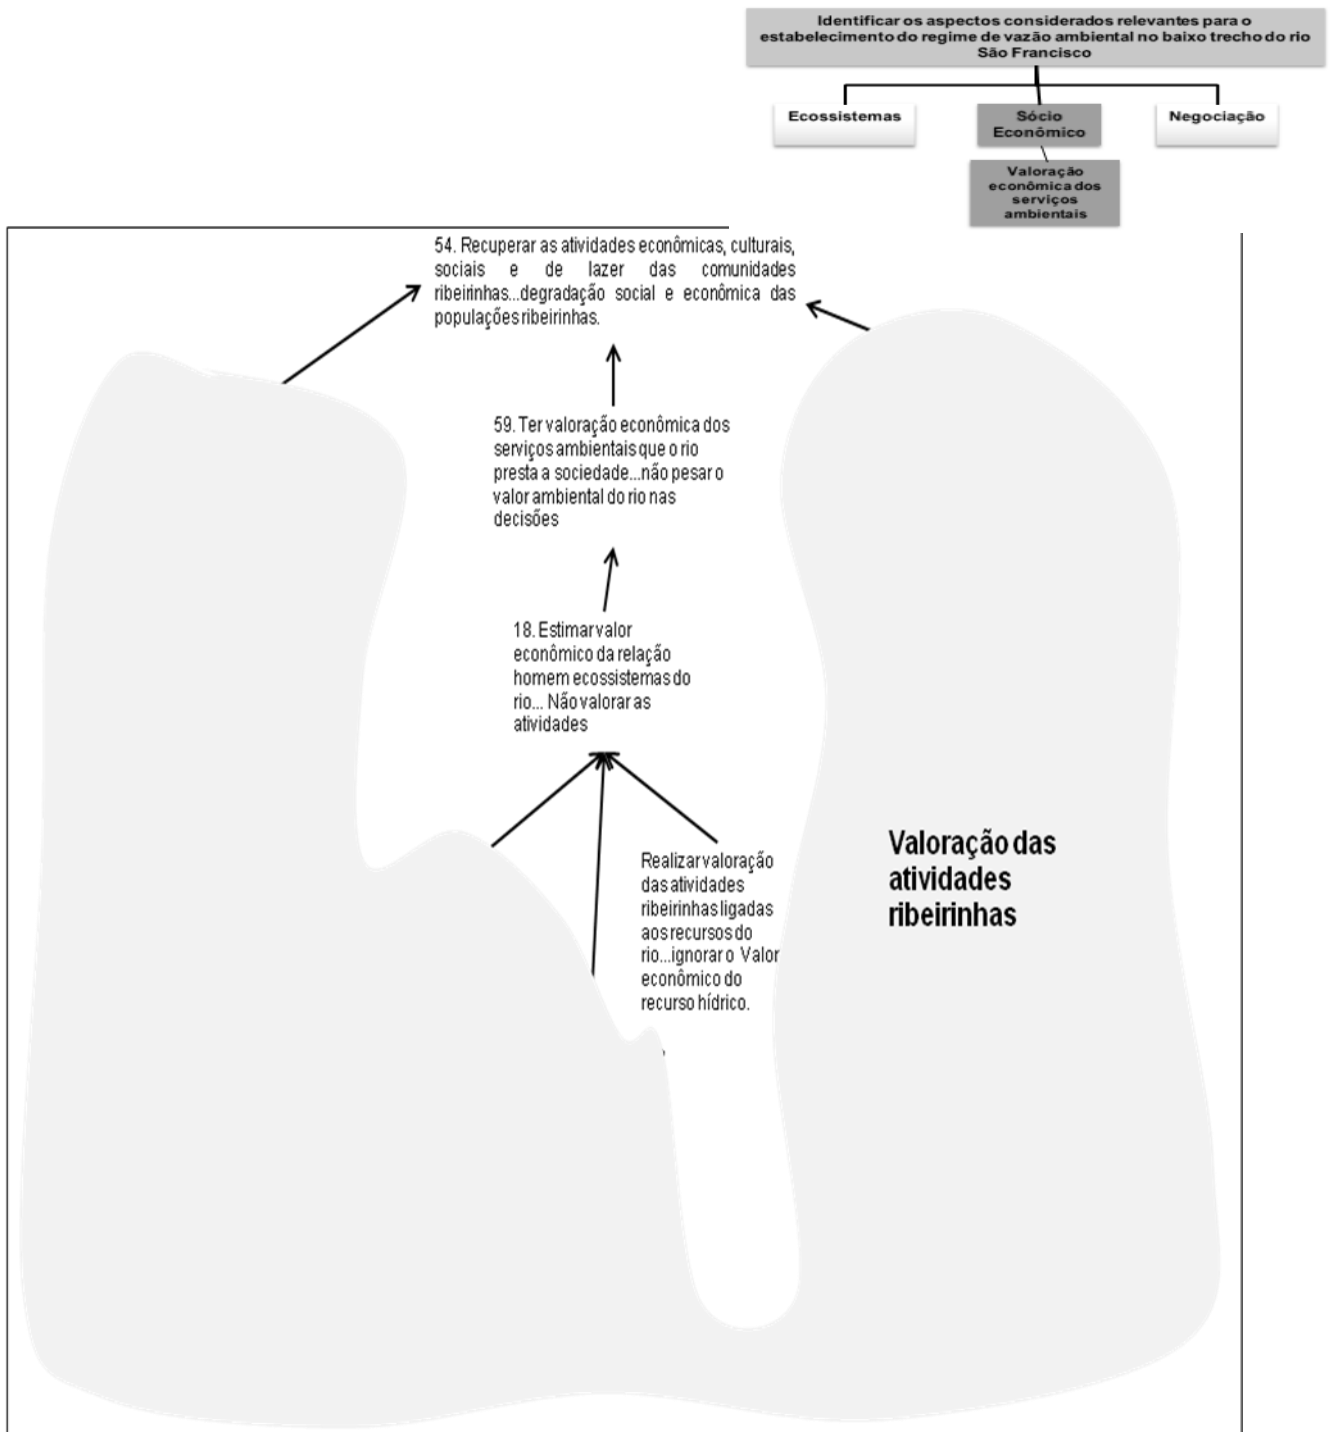 Identificar os aspectos considerados relevantes para o
estabelecimento do regime de vazão ambiental no baixo trecho do rio
São Francisco
Ecossistemas
Sócio
Econômico
Negociação
Valoração
econômica dos
serviços
ambientais
54. Recuperar as atividades econômicas, culturais,
sociais e de lazer das comunidades
ribeirinhas...degradação social e econômica das
populações ribeirinhas.
59. Ter valoração econômica dos
serviços ambientais que o rio
presta a sociedade...não pesar o
valor ambiental do rio nas
decisões
18. Estimar valor
econômico da relação
homem ecossistemas do
rio... Não valorar as
atividades
Realizar valoração
das atividades
ribeirinhas ligadas
aos recursos do
rio...ignorar o Valor
econômico do
recurso hídrico.
Valoração das
atividades
ribeirinhas